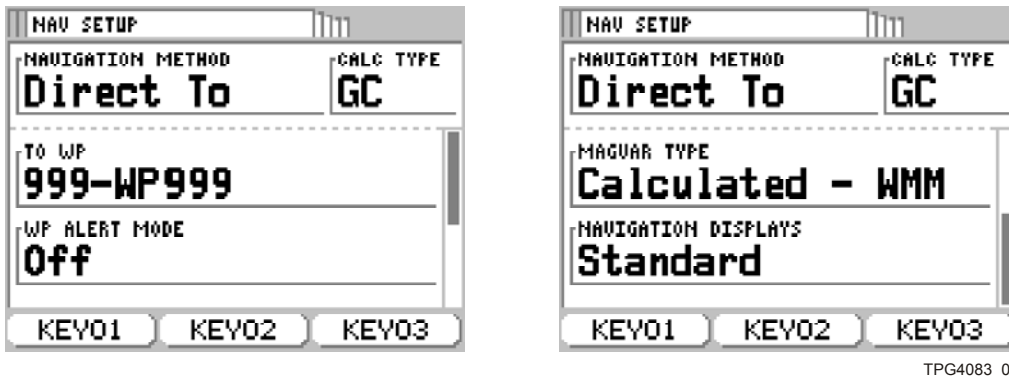 NAV SETUP
NAVIGATION METHOD CALC TYPE
Direct To GC
TO WP
999-WP999
WP ALERT MODE
Off
KEY01 KEY02 KEY03
NAV SETUP
NAVIGATION METHOD CALC TYPE
Direct To GC
MAGVAR TYPE
Calculated - WMM
NAVIGATION DISPLAYS
Standard
KEY01 KEY02 KEY03
TPG4083_0